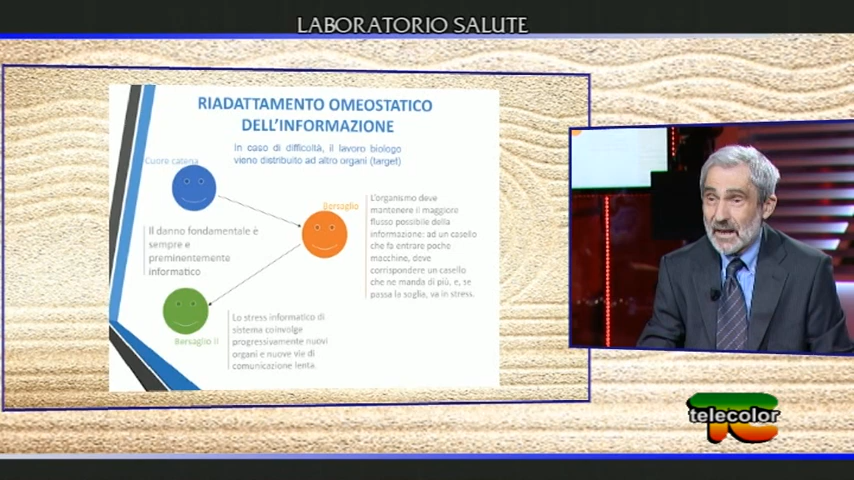 LABORATORIO SALUTE
RIADATTAMENTO OMEOSTATICO
DELL'INFORMAZIONE
in caso di difficoltà, il lavoro biologo
viene distribuito ad altro organi (target)
Cuore catena
Bersaglio
L'organismo deve
mantenere il maggiore
flusso possibile della
informazione: ad un casello
che fa entrare poche
macchine, deve
corrispondere un casello
che ne manda di più, e, se
passa la soglia, va in stress.
Il danno fondamentale è
sempre e
preminentemente
informatico
Lo stress informatico di
sistema coinvolge
progressivamente nuovi
organi e nuove vie di
comunicazione lenta.
Bersaglio II
telecolor